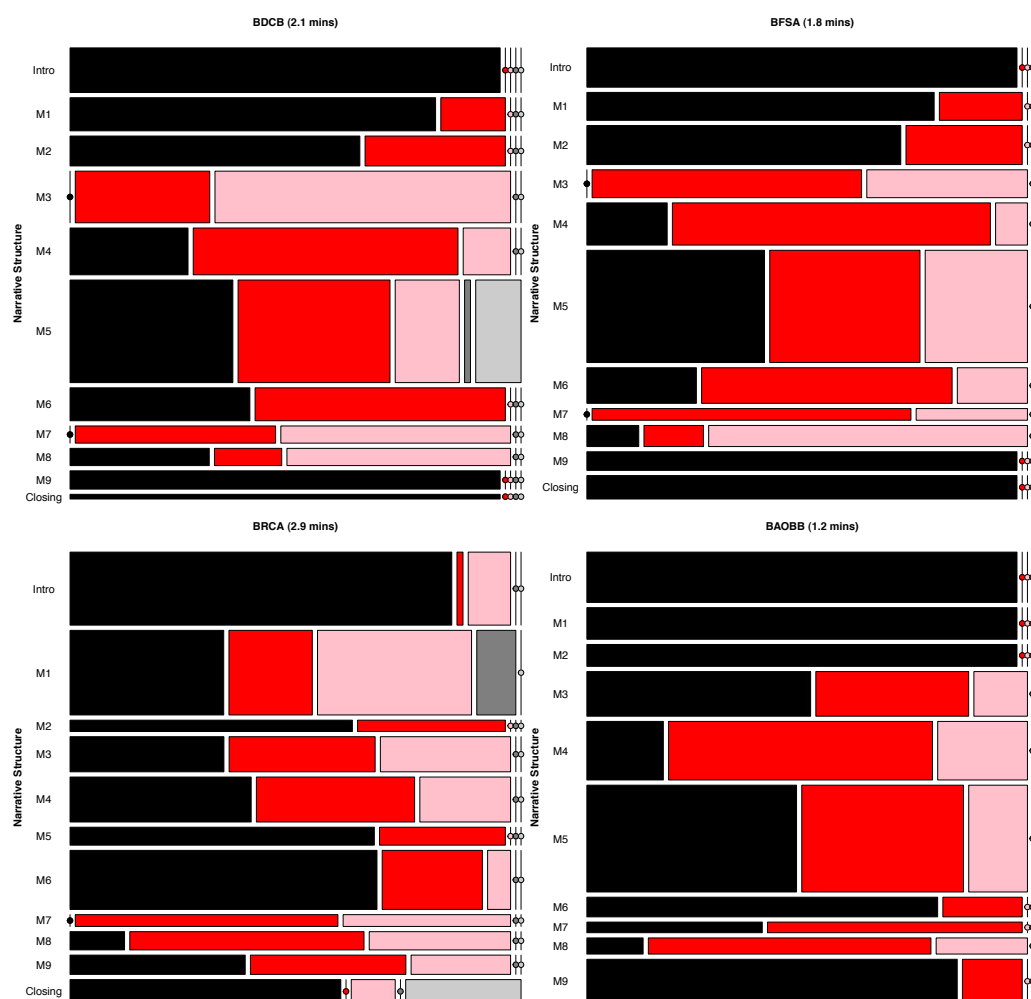 BDCB (2.1 mins)
Narrative Structure
Intro
M1
M2
M3
M4
M5
M6
M7
M8
M9
Closing
BFSA (1.8 mins)
Narrative Structure
Intro
M1
M2
M3
M4
M5
M6
M7
M8
M9
Closing
BRCA (2.9 mins)
Narrative Structure
Intro
M1
M2
M3
M4
M5
M6
M7
M8
M9
Closing
BAOBB (1.2 mins)
Narrative Structure
Intro
M1
M2
M3
M4
M5
M6
M7
M8
M9